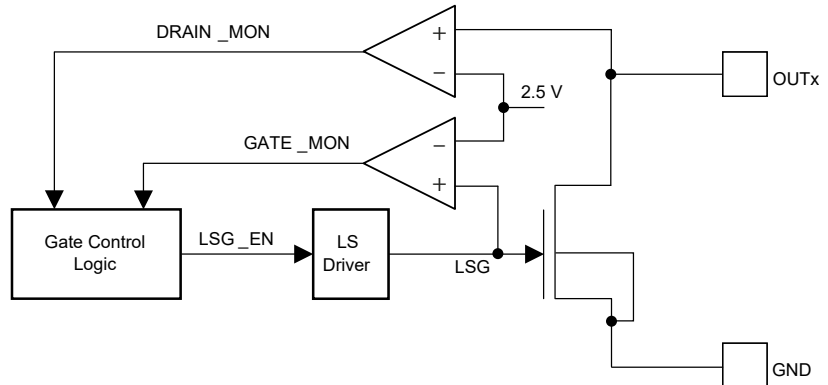 DRAIN _MON
+
−
2.5 V
OUTx
GATE _MON
−
+
Gate Control
Logic
LSG _EN
LS
Driver
LSG
GND